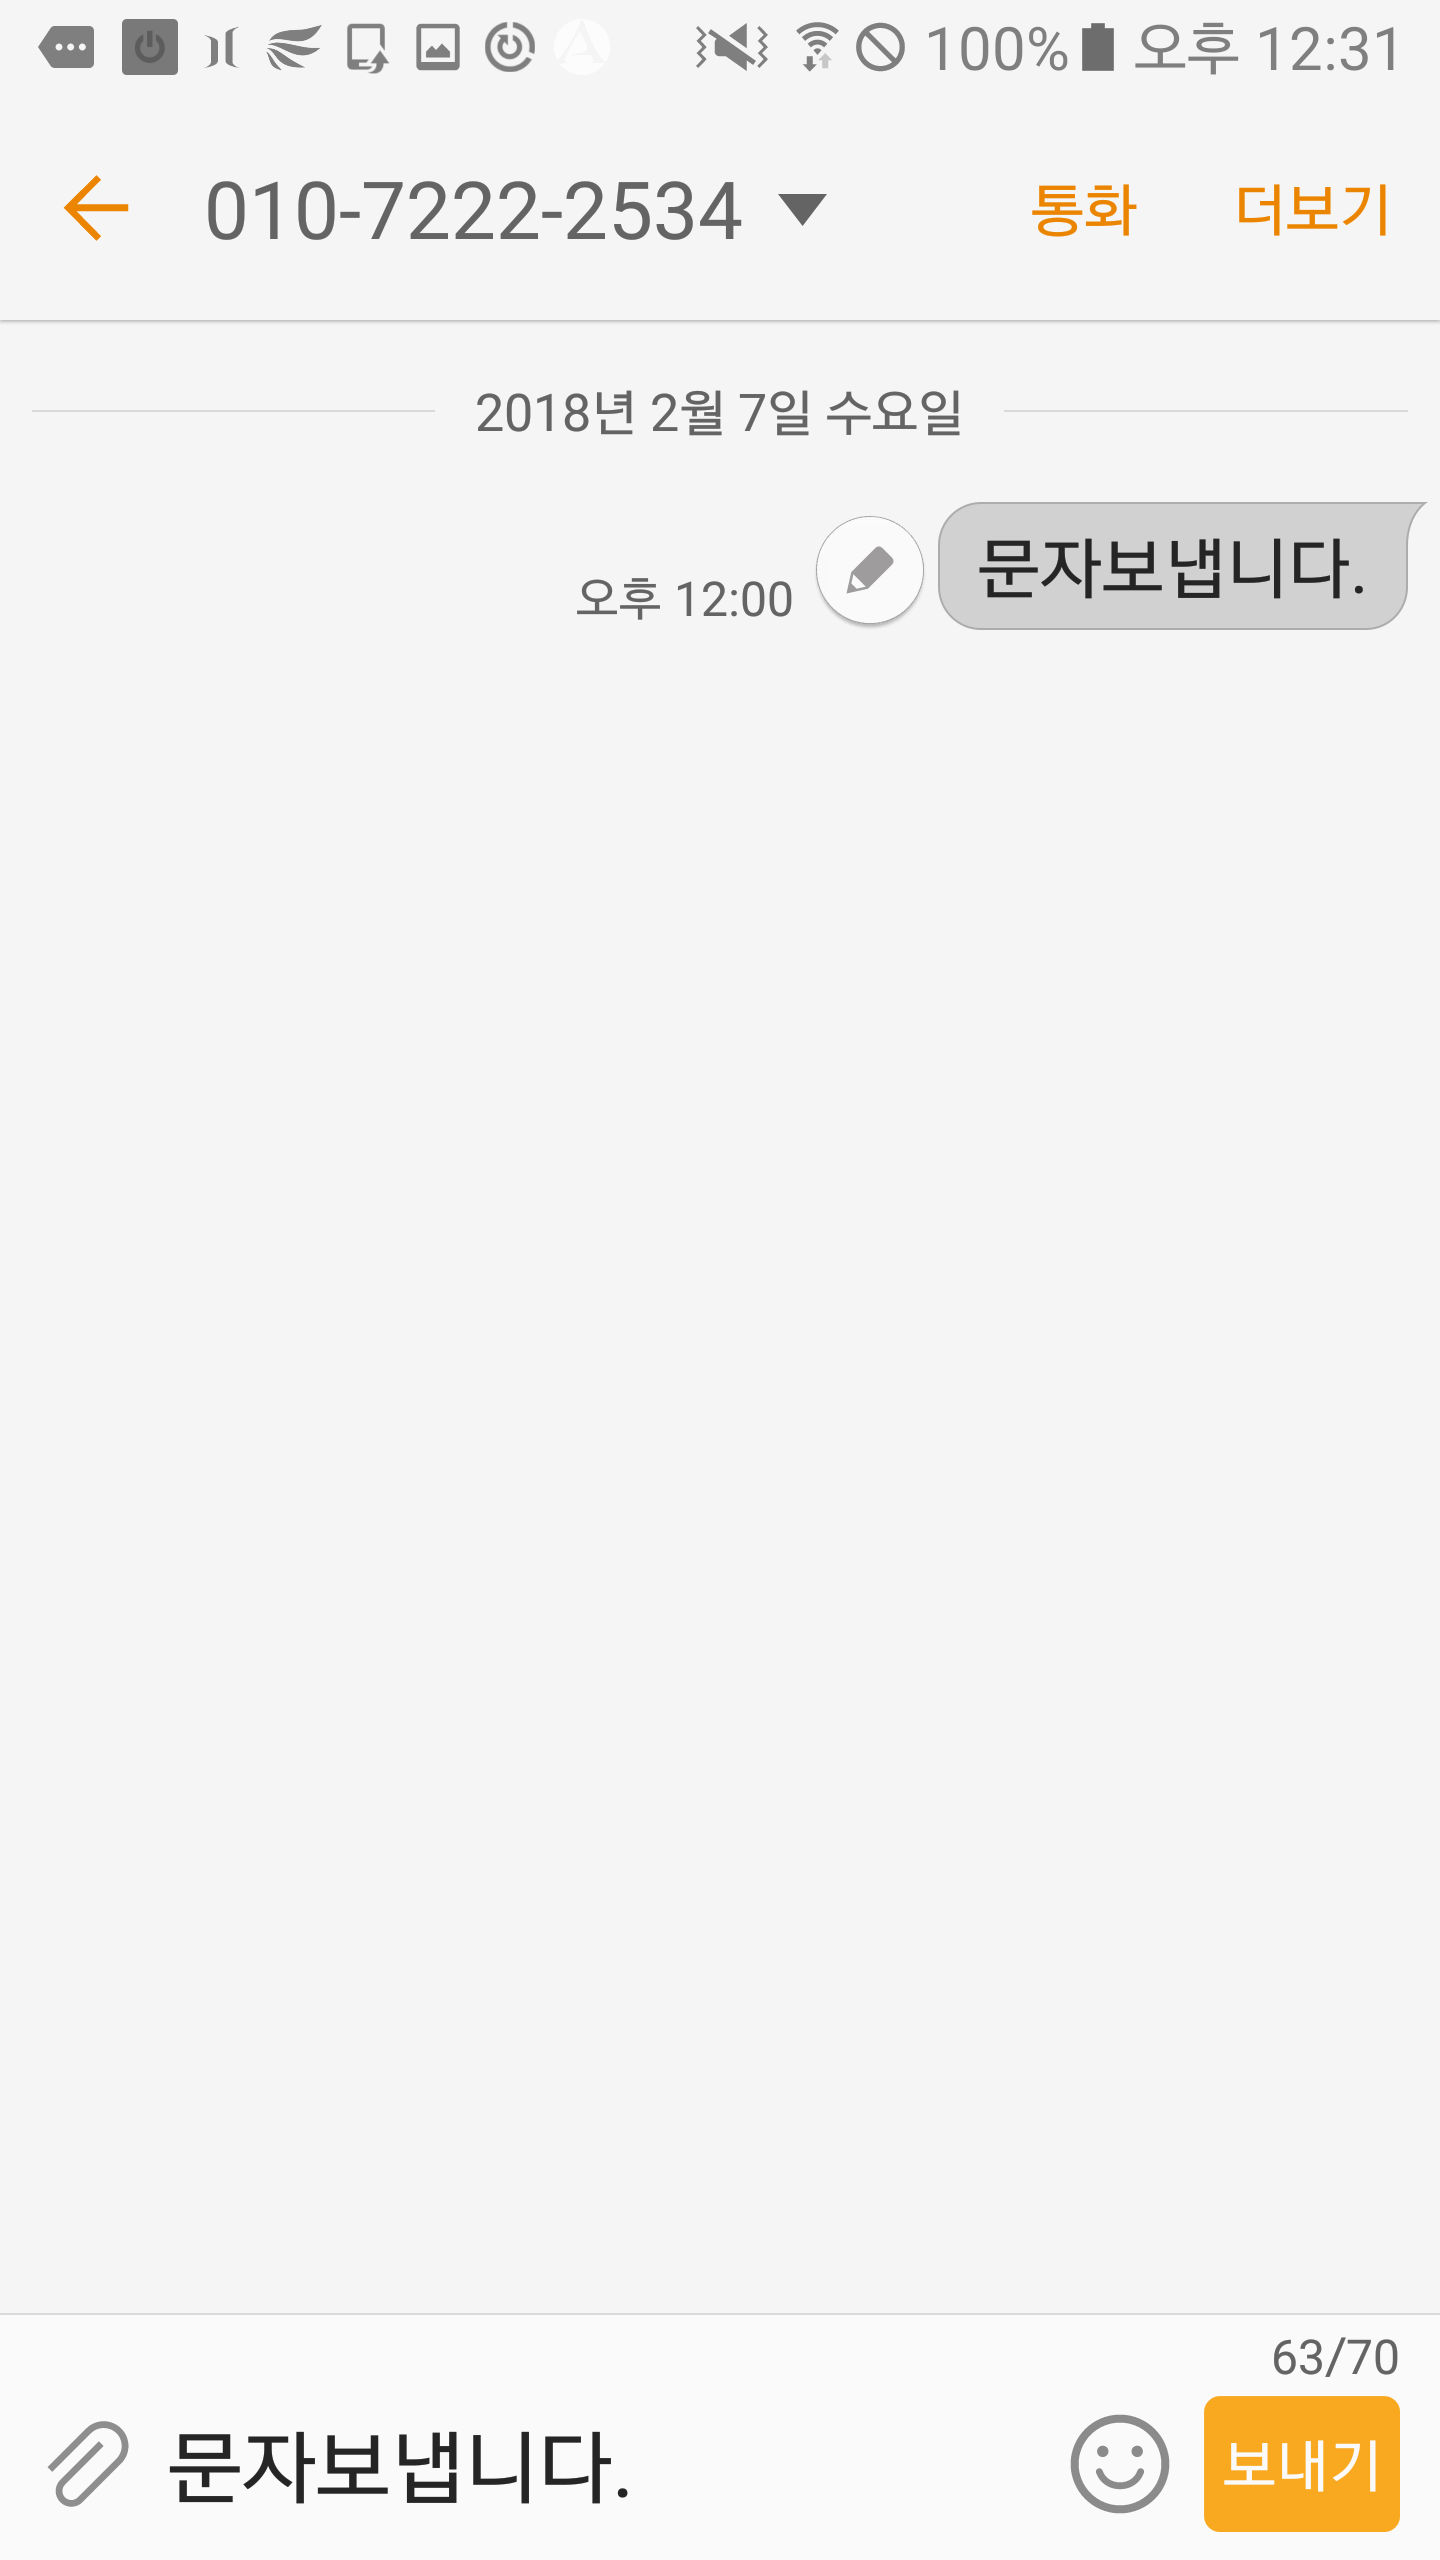 100% 오후 12:31
010-7222-2534 통화 더보기
2018년 2월 7일 수요일
오후 12:00 문자보냅니다.
63/70
문자보냅니다. 보내기